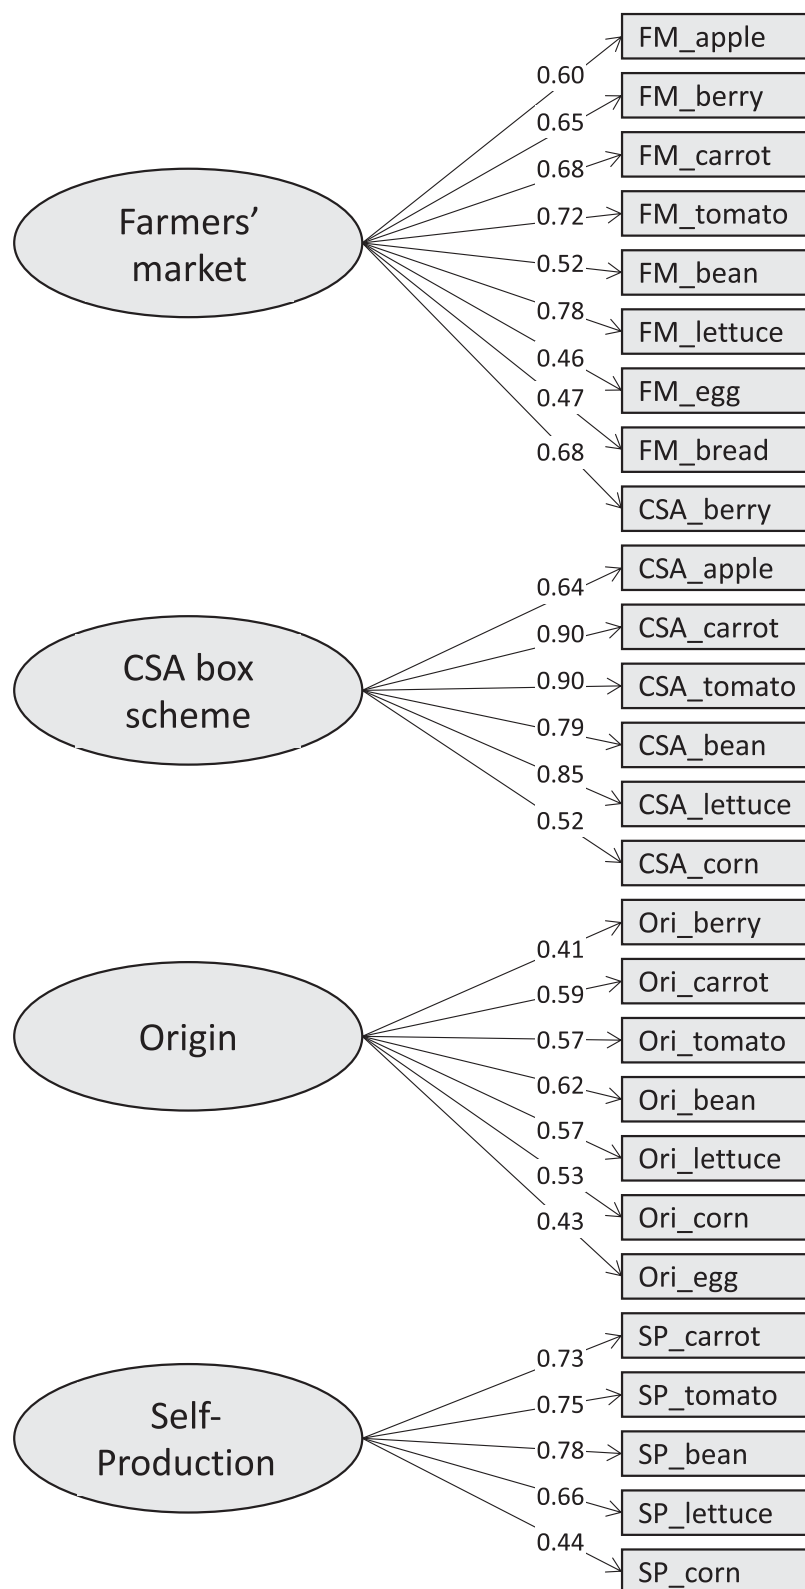 Farmers’
market
0.60
0.65
0.68
0.72
0.52
0.78
0.46
0.47
0.68
FM_apple
FM_berry
FM_carrot
FM_tomato
FM_bean
FM_lettuce
FM_egg
FM_bread
CSA_berry
CSA box
scheme
0.64
0.90
0.90
0.79
0.85
0.52
CSA_apple
CSA_carrot
CSA_tomato
CSA_bean
CSA_lettuce
CSA_corn
Origin
0.41
0.59
0.57
0.62
0.57
0.53
0.43
Ori_berry
Ori_carrot
Ori_tomato
Ori_bean
Ori_lettuce
Ori_corn
Ori_egg
Self-
Production
0.73
0.75
0.78
0.66
0.44
SP_carrot
SP_tomato
SP_bean
SP_lettuce
SP_corn